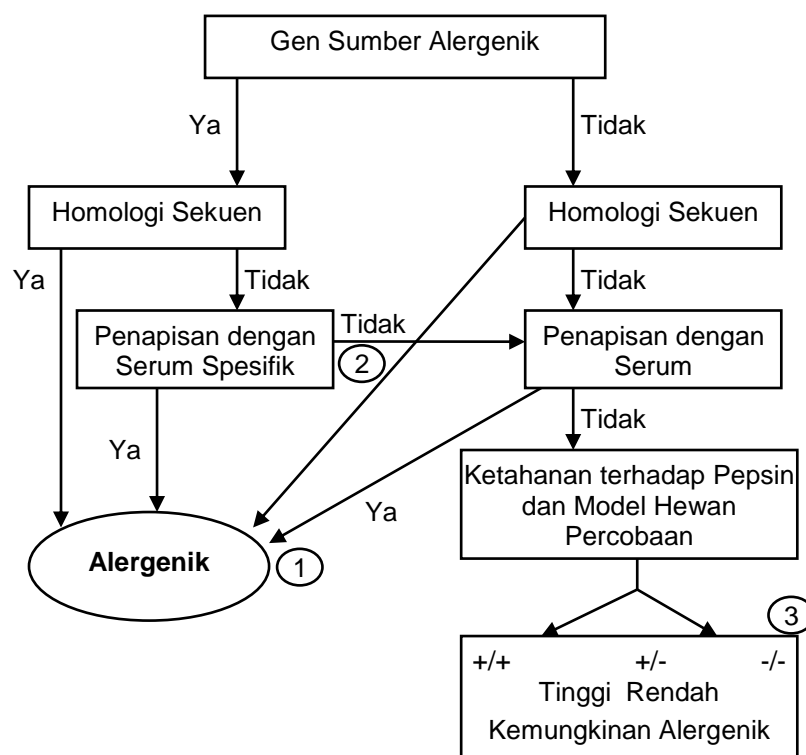 Gen Sumber Alergenik
Ya
Tidak
Homologi Sekuen
Homologi Sekuen
Ya
Tidak
Tidak
Penapisan dengan
Serum Spesifik
Tidak
2
Penapisan dengan
Serum
Ya
Tidak
Ya
Ketahanan terhadap Pepsin
dan Model Hewan
Percobaan
Alergenik
1
3
+/+ +/- -/-
Tinggi Rendah
Kemungkinan Alergenik